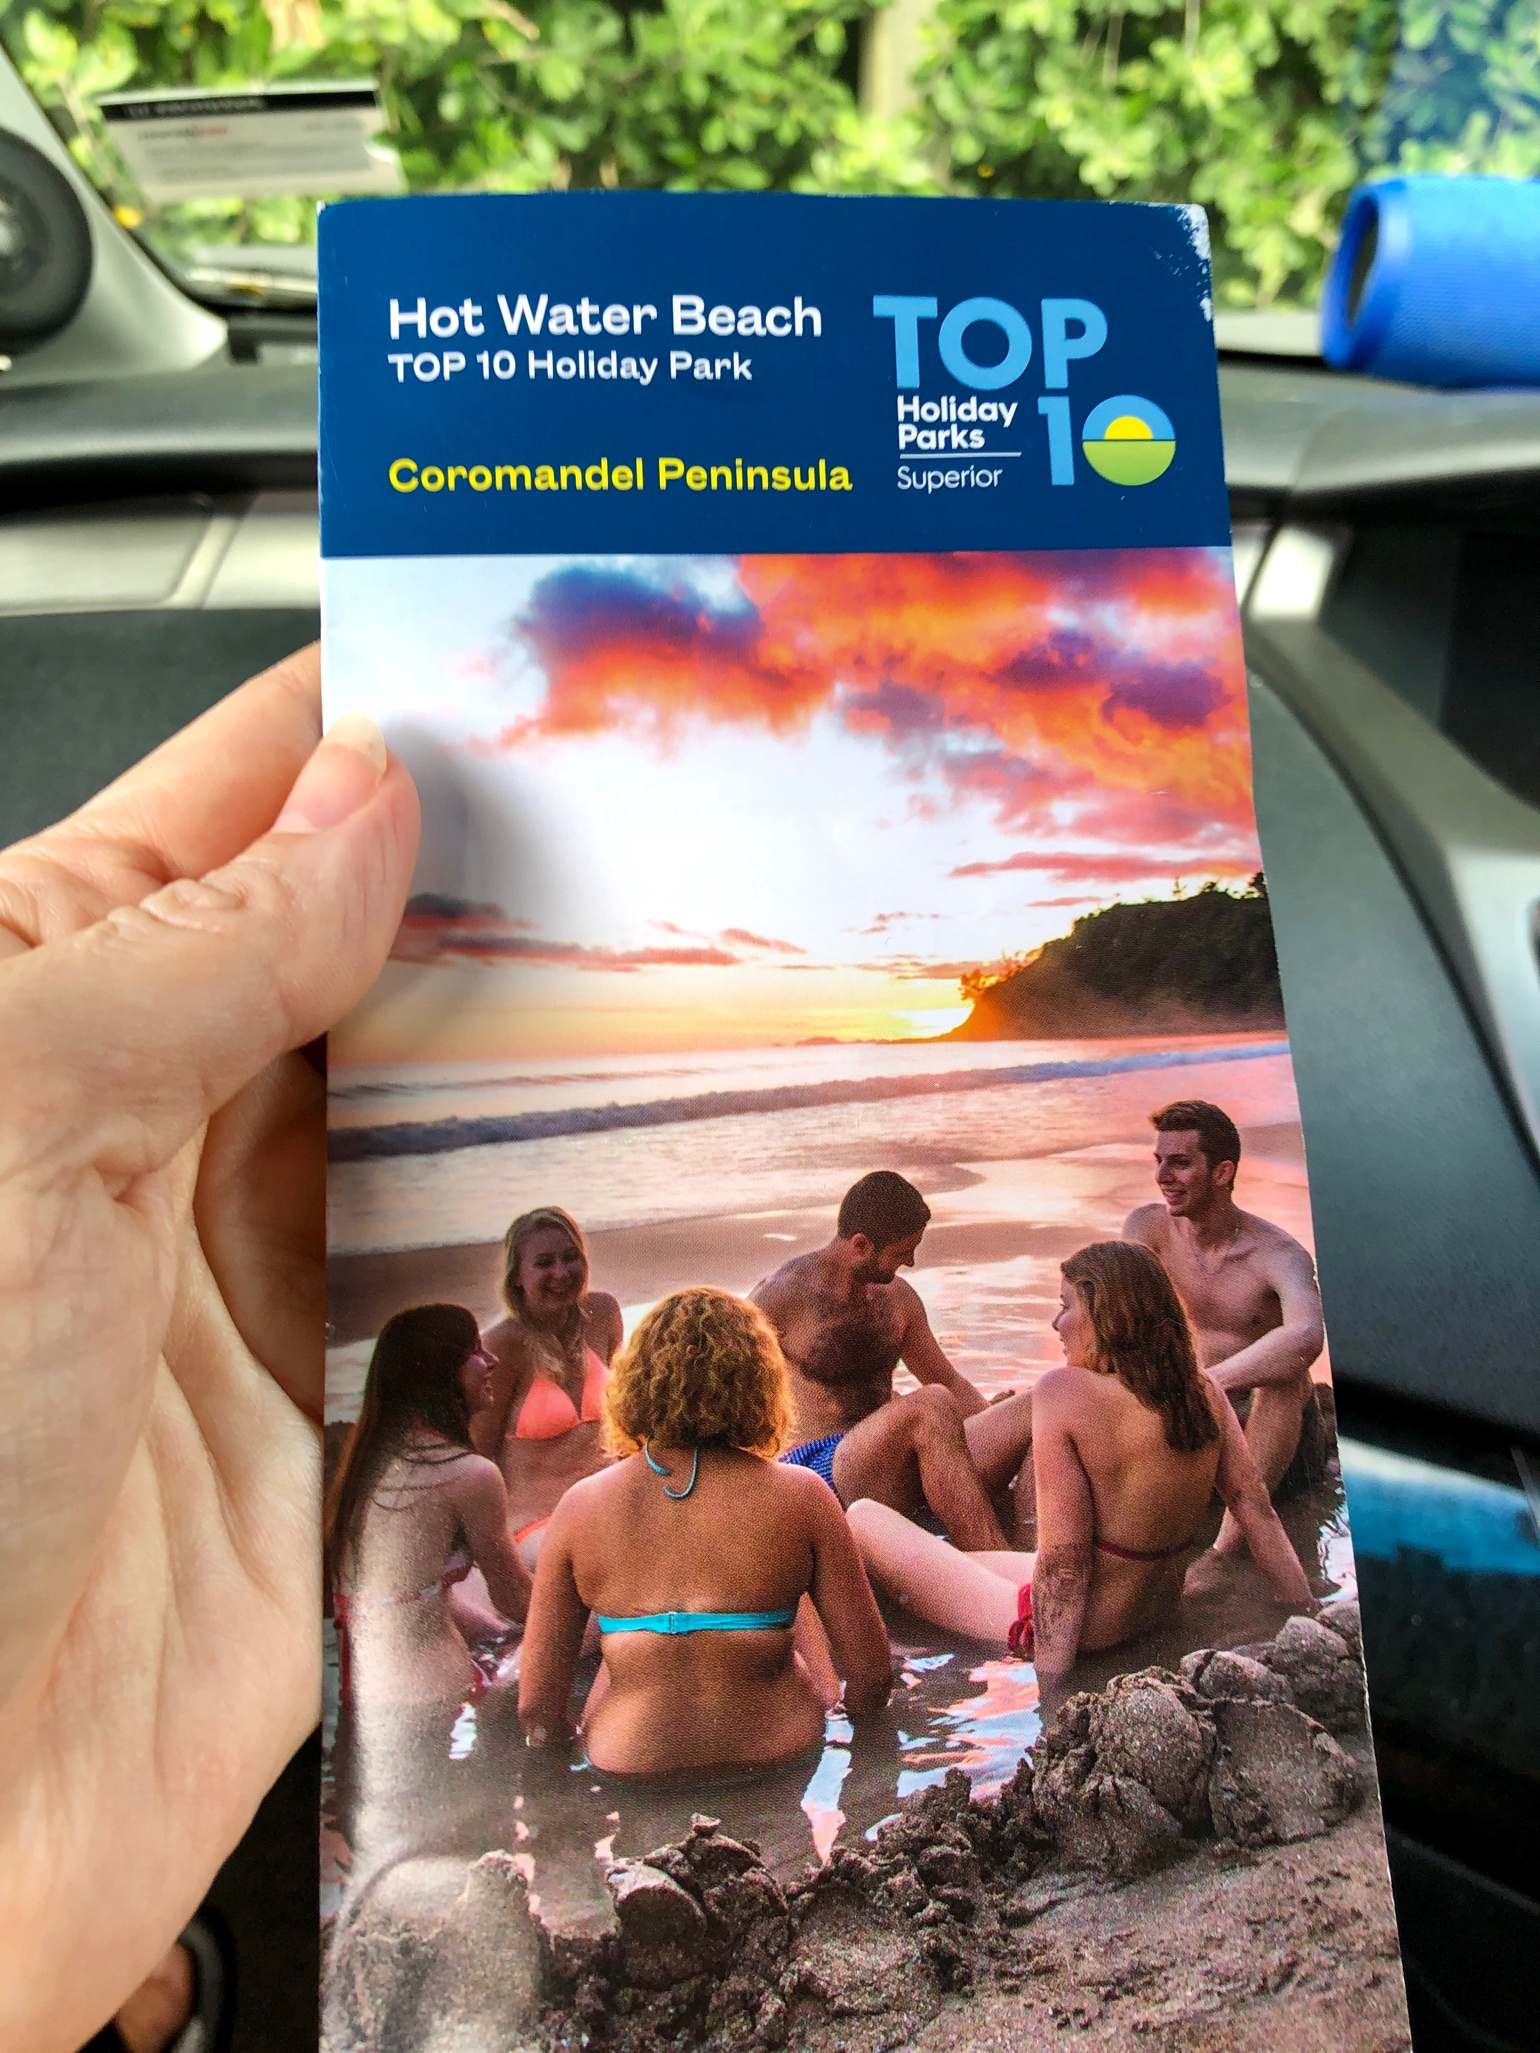 Hot Water Beach
TOP 10 Holiday Park
Coromandel Peninsula
TOP
10
Holiday
Parks
Superior